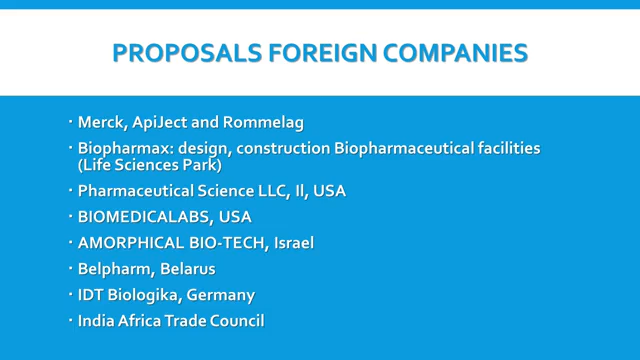 PROPOSALS FOREIGN COMPANIES
· Merck, ApiJect and Rommelag
· Biopharmax: design, construction Biopharmaceutical facilities
(Life Sciences Park)
· Pharmaceutical Science LLC, Il, USA
· BIOMEDICALABS, USA
· AMORPHICAL BIO-TECH, Israel
· Belpharm, Belarus
· IDT Biologika, Germany
· India Africa Trade Council